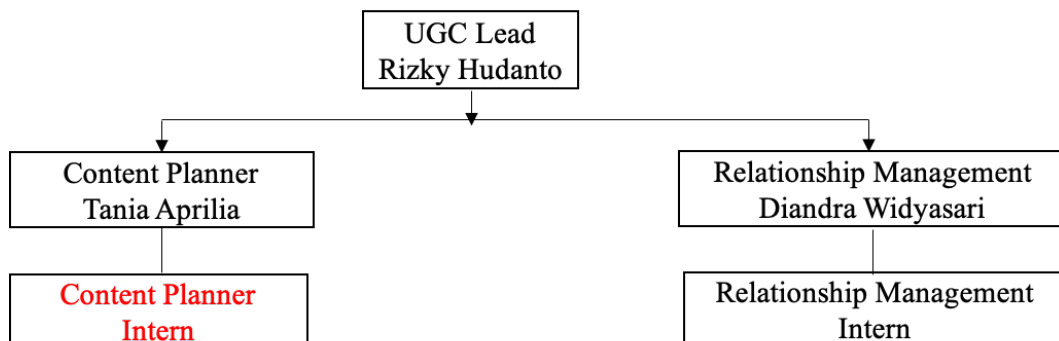 UGC Lead
Rizky Hudanto
Content Planner
Tania Aprilia
Relationship Management
Diandra Widyasari
Content Planner
Intern
Relationship Management
Intern